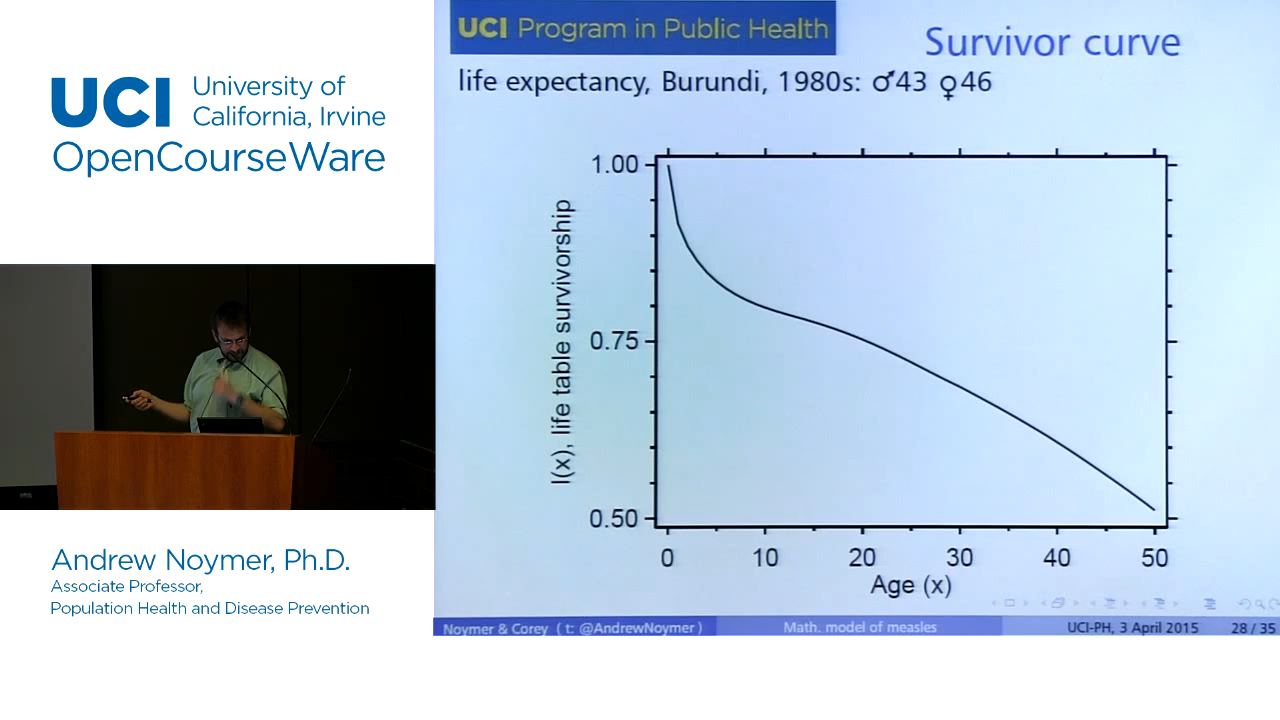 UCI University of
California, Irvine
OpenCourseWare
Andrew Noymer, Ph.D.
Associate Professor,
Population Health and Disease Prevention
UCI Program in Public Health
Survivor curve
life expectancy, Burundi, 1980s: ♂43 ♀46
l(x), life table survivorship
1.00
0.75
0.50
0 10 20 30 40 50
Age (x)
Noymer & Corey ( t: @AndrewNoymer) Math. model of measles UCI-PH, 3 April 2015 28 / 35